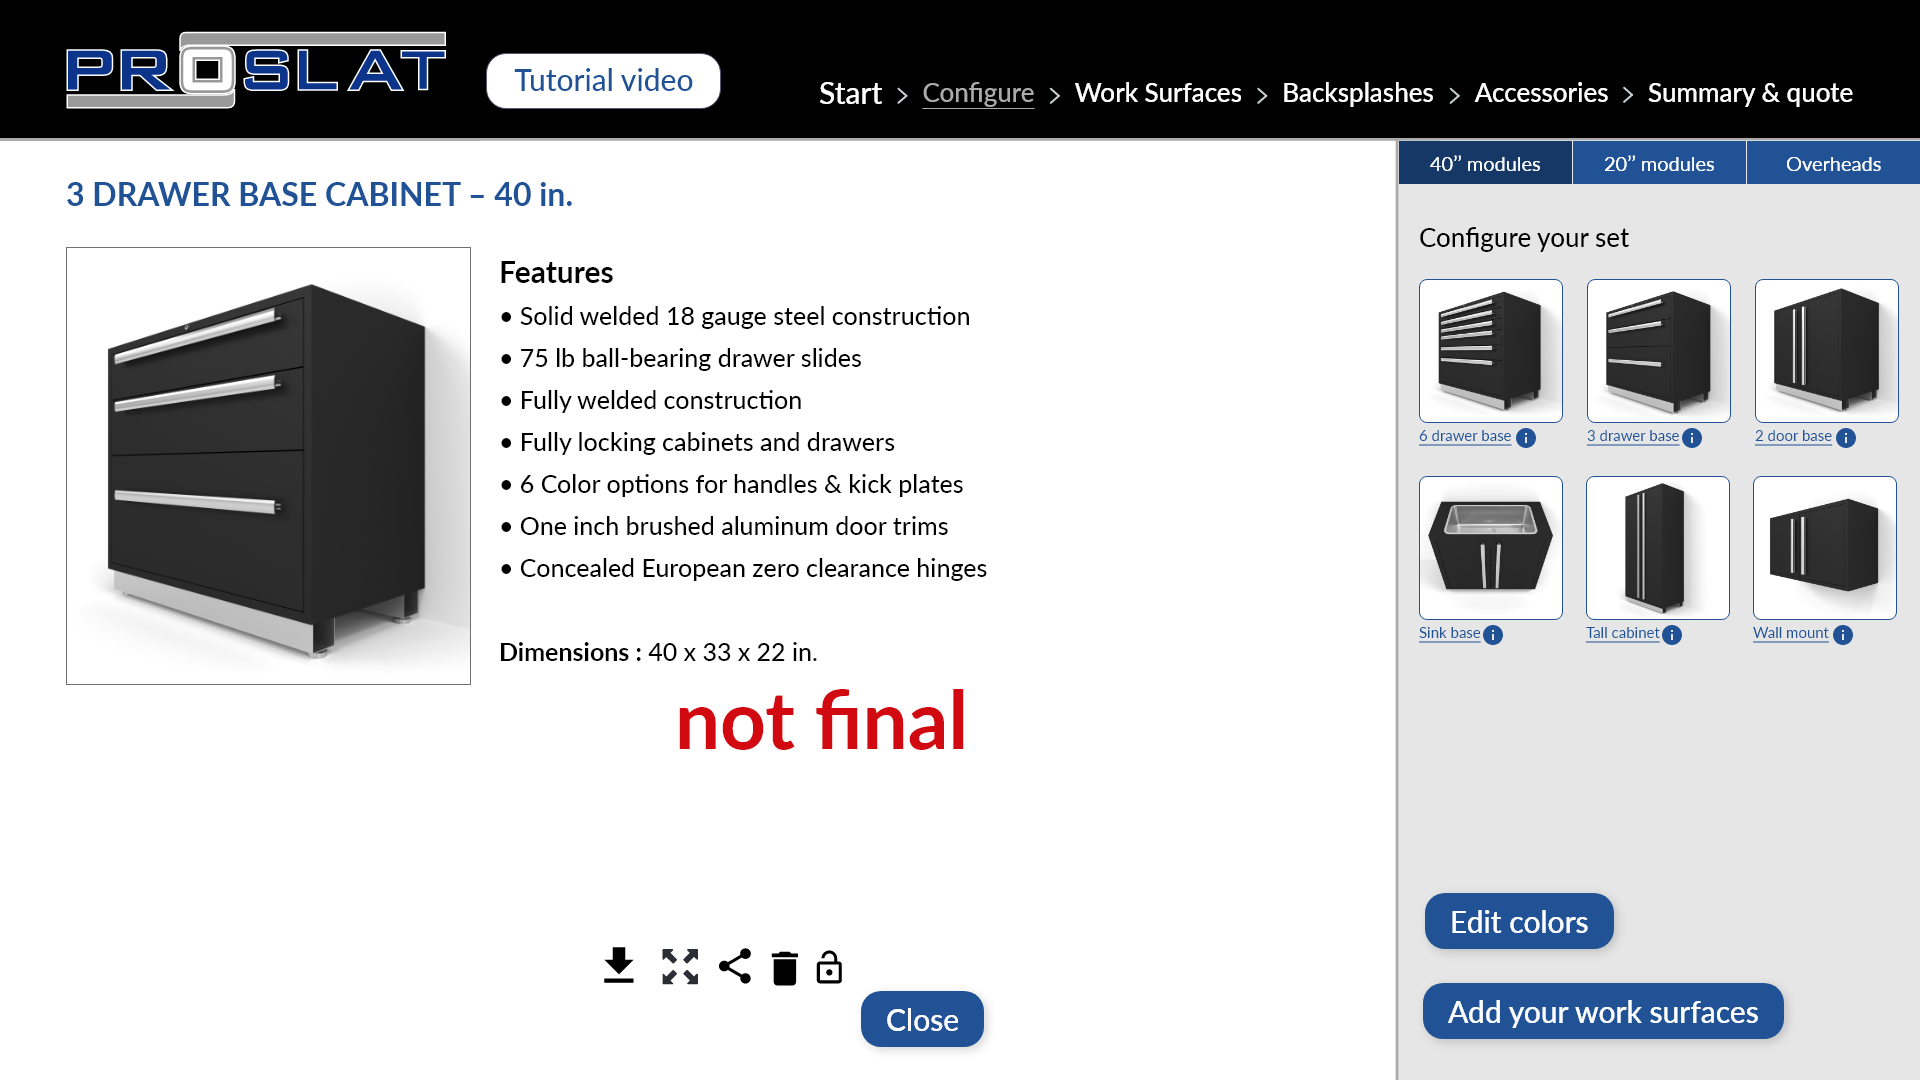 PROSLAT
Tutorial video
Start > Configure > Work Surfaces > Backsplashes > Accessories > Summary & quote
40” modules
20” modules
Overheads
3 DRAWER BASE CABINET – 40 in.
Features
• Solid welded 18 gauge steel construction
• 75 lb ball-bearing drawer slides
• Fully welded construction
• Fully locking cabinets and drawers
• 6 Color options for handles & kick plates
• One inch brushed aluminum door trims
• Concealed European zero clearance hinges
Dimensions : 40 x 33 x 22 in.
not final
Close
Configure your set
6 drawer base i
3 drawer base i
2 door base i
Sink base i
Tall cabinet i
Wall mount i
Edit colors
Add your work surfaces